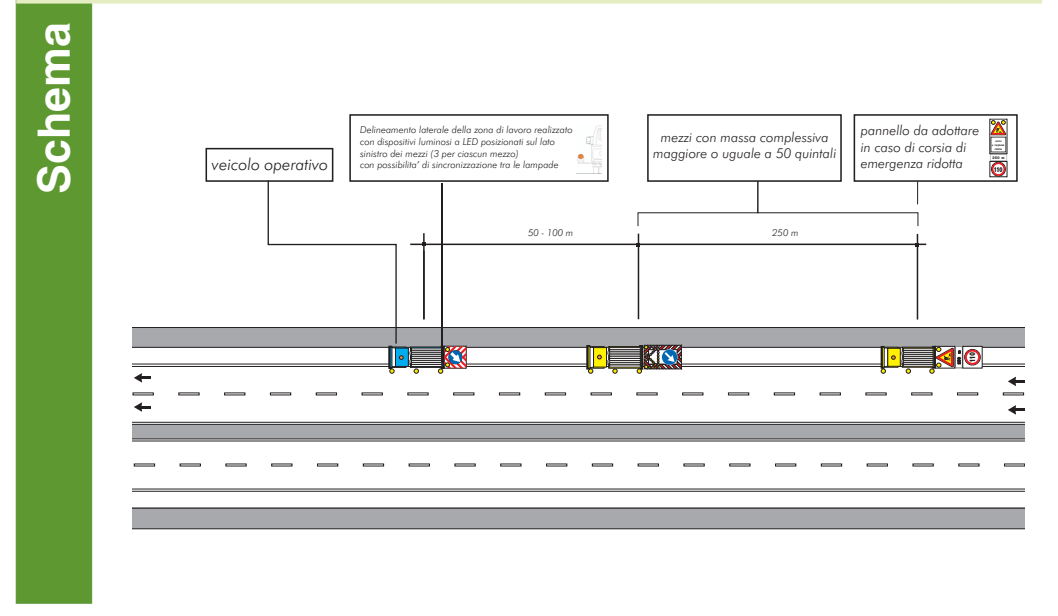 Schema
veicolo operativo
Delineamento laterale della zona di lavoro realizzato
con dispositivi luminosi a LED posizionati sul lato
sinistro dei mezzi (3 per ciascun mezzo)
con possibilita' di sincronizzazione tra le lampade
mezzi con massa complessiva
maggiore o uguale a 50 quintali
pannello da adottare
in caso di corsia di
emergenza ridotta
110
50 - 100 m
250 m
110